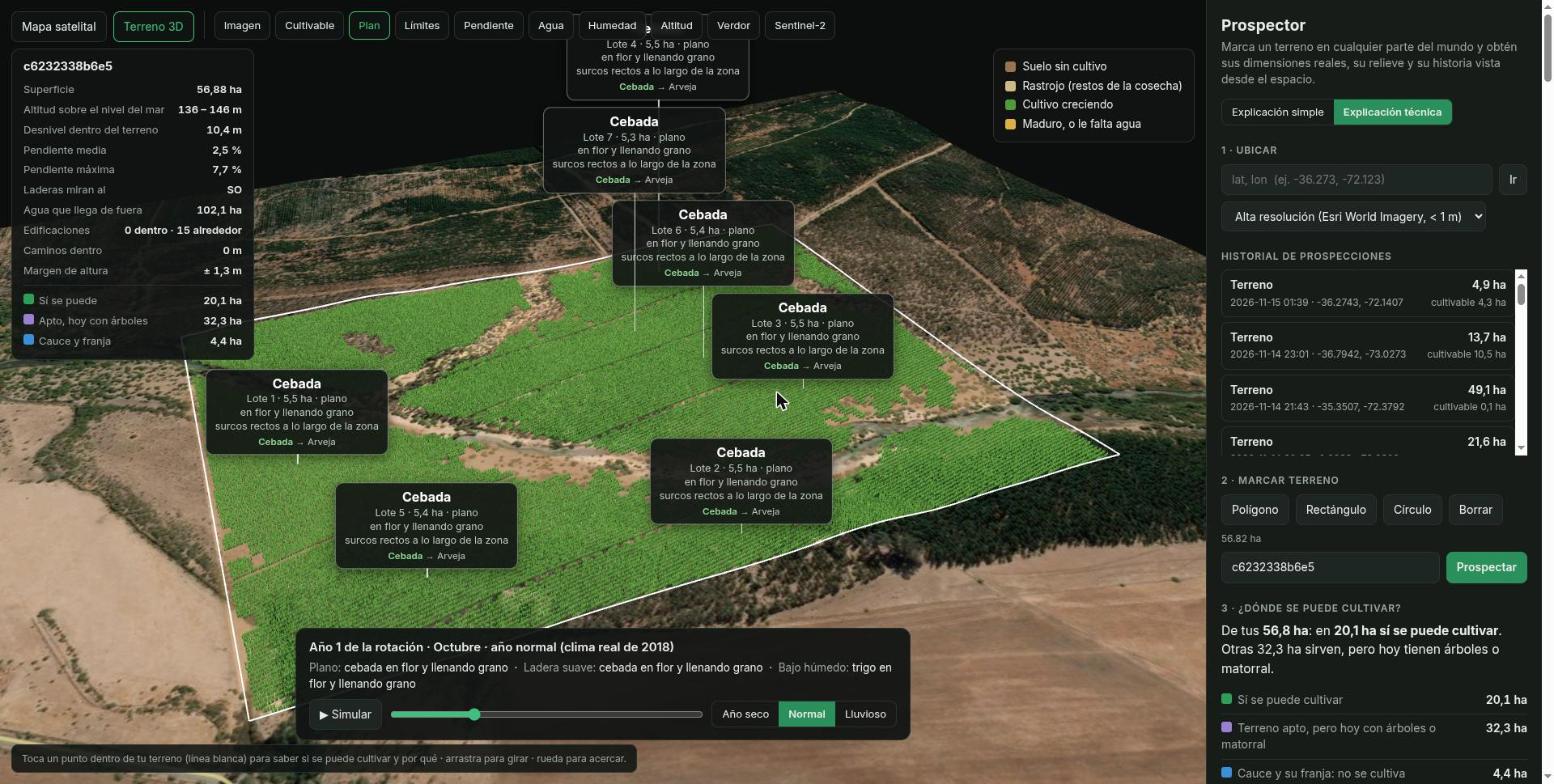 Mapa satelital
Terreno 3D
Imagen
Cultivable
Plan
Límites
Pendiente
Agua
Humedad
Altitud
Verdor
Sentinel-2
c6232338b6e5
Superficie 56,88 ha
Altitud sobre el nivel del mar 136 – 146 m
Desnivel dentro del terreno 10,4 m
Pendiente media 2,5 %
Pendiente máxima 7,7 %
Laderas miran al SO
Agua que llega de fuera 102,1 ha
Edificaciones 0 dentro · 15 alrededor
Caminos dentro 0 m
Margen de altura ± 1,3 m
Sí se puede 20,1 ha
Apto, hoy con árboles 32,3 ha
Cauce y franja 4,4 ha
Lote 4 · 5,5 ha · plano
en flor y llenando grano
surcos rectos a lo largo de la zona
Cebada → Arveja
Cebada
Lote 7 · 5,3 ha · plano
en flor y llenando grano
surcos rectos a lo largo de la zona
Cebada → Arveja
Cebada
Lote 6 · 5,4 ha · plano
en flor y llenando grano
surcos rectos a lo largo de la zona
Cebada → Arveja
Cebada
Lote 3 · 5,5 ha · plano
en flor y llenando grano
surcos rectos a lo largo de la zona
Cebada → Arveja
Cebada
Lote 1 · 5,5 ha · plano
en flor y llenando grano
surcos rectos a lo largo de la zona
Cebada → Arveja
Cebada
Lote 2 · 5,5 ha · plano
en flor y llenando grano
surcos rectos a lo largo de la zona
Cebada → Arveja
Cebada
Lote 5 · 5,4 ha · plano
en flor y llenando grano
surcos rectos a lo largo de la zona
Cebada → Arveja
Suelo sin cultivo
Rastrojo (restos de la cosecha)
Cultivo creciendo
Maduro, o le falta agua
Año 1 de la rotación · Octubre · año normal (clima real de 2018)
Plano: cebada en flor y llenando grano · Ladera suave: cebada en flor y llenando grano · Bajo húmedo: trigo en
flor y llenando grano
▶ Simular
Año seco
Normal
Lluvioso
Toca un punto dentro de tu terreno (línea blanca) para saber si se puede cultivar y por qué · arrastra para girar · rueda para acercar.
Prospector
Marca un terreno en cualquier parte del mundo y obtén
sus dimensiones reales, su relieve y su historia vista
desde el espacio.
Explicación simple
Explicación técnica
1 · UBICAR
lat, lon (ej. -36.273, -72.123)
Ir
Alta resolución (Esri World Imagery, < 1 m)
HISTORIAL DE PROSPECCIONES
Terreno 4,9 ha
2026-11-15 01:39 · -36.2743, -72.1407 cultivable 4,3 ha
Terreno 13,7 ha
2026-11-14 23:01 · -36.7942, -73.0273 cultivable 10,5 ha
Terreno 49,1 ha
2026-11-14 21:43 · -35.3507, -72.3792 cultivable 0,1 ha
Terreno 21,6 ha
2 · MARCAR TERRENO
Polígono
Rectángulo
Círculo
Borrar
56.82 ha
c6232338b6e5
Prospectar
3 · ¿DÓNDE SE PUEDE CULTIVAR?
De tus 56,8 ha: en 20,1 ha sí se puede cultivar.
Otras 32,3 ha sirven, pero hoy tienen árboles o
matorral.
Sí se puede cultivar 20,1 ha
Terreno apto, pero hoy con árboles o 32,3 ha
matorral
Cauce y su franja: no se cultiva 4,4 ha